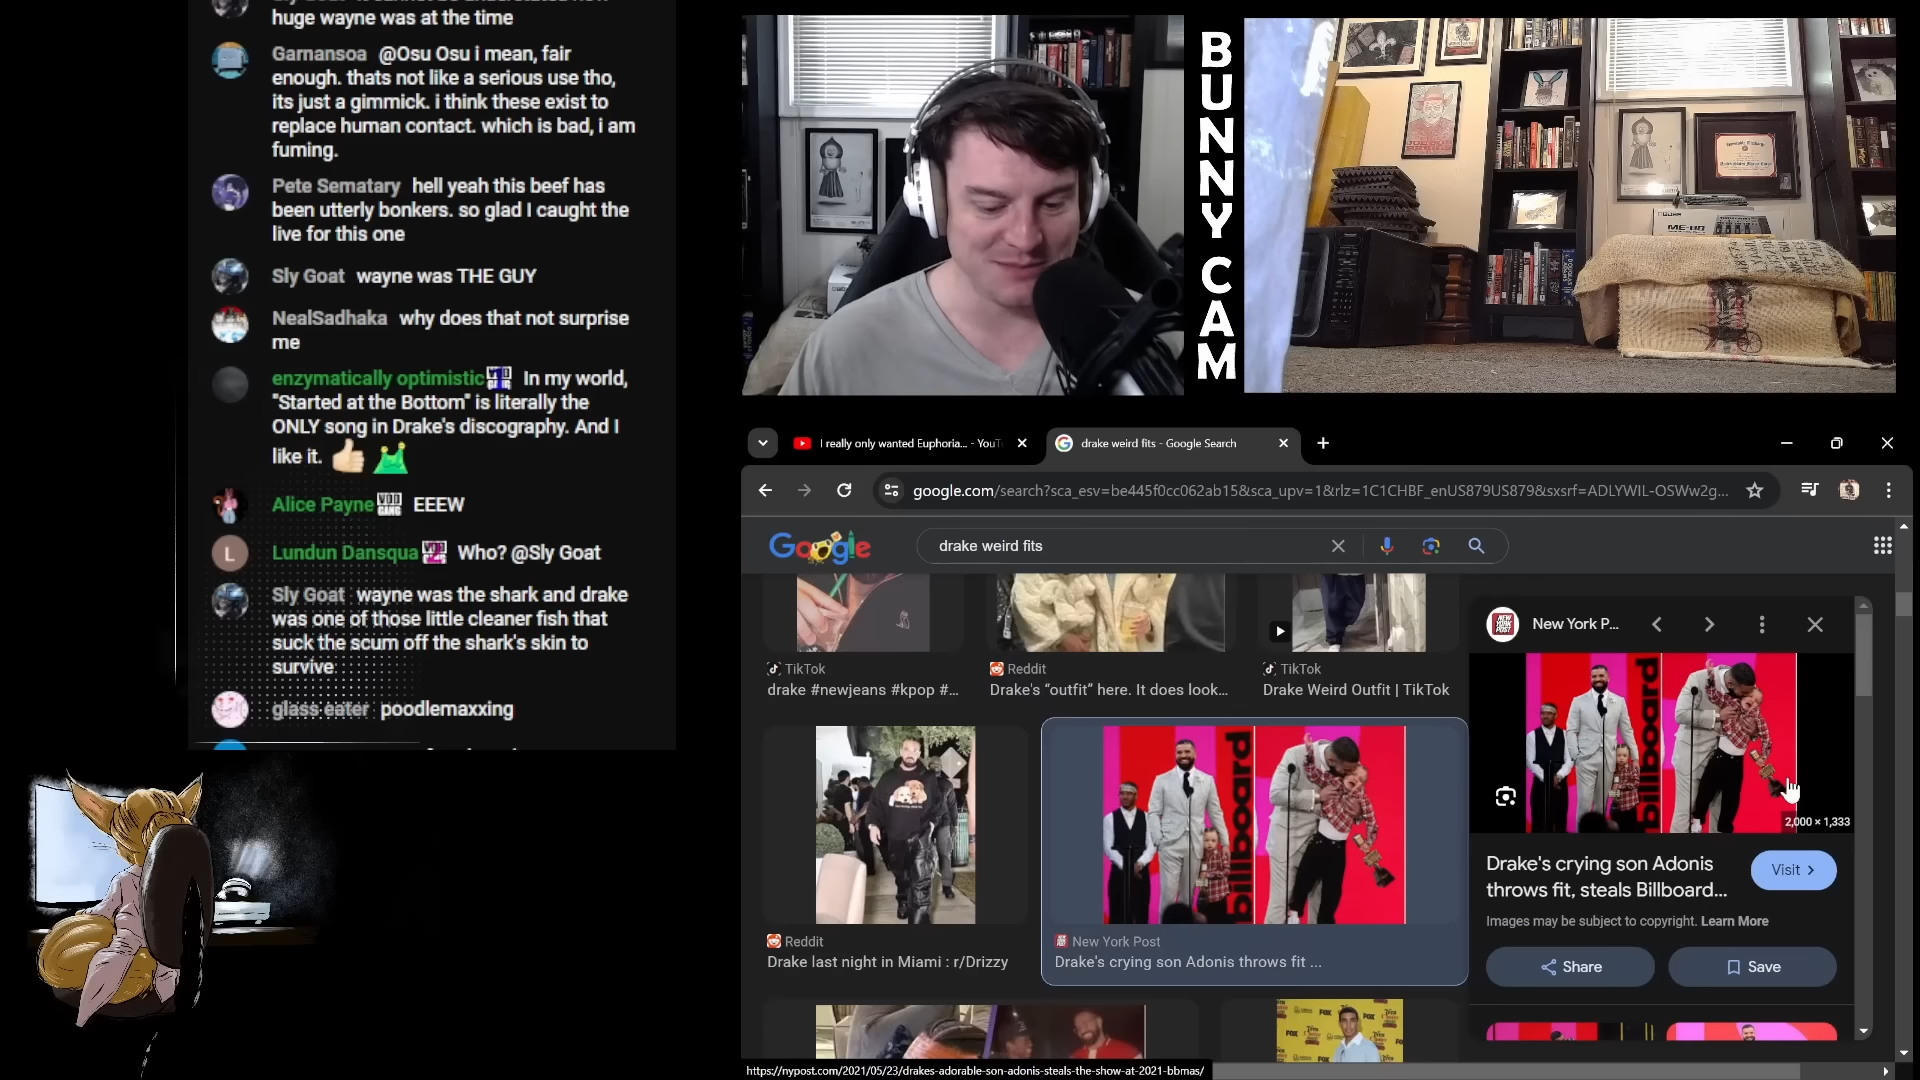 huge wayne was at the time
Garnansoa @Osu Osu i mean, fair
enough. thats not like a serious use tho,
its just a gimmick. i think these exist to
replace human contact. which is bad, i am
fuming.
Pete Sematary hell yeah this beef has
been utterly bonkers. so glad I caught the
live for this one
Sly Goat wayne was THE GUY
NealSadhaka why does that not surprise
me
enzymatically optimistic In my world,
"Started at the Bottom" is literally the
ONLY song in Drake's discography. And I
like it.
Alice Payne VOD GANG EEEW
L
Lundun Dansqua Who? @Sly Goat
Sly Goat wayne was the shark and drake
was one of those little cleaner fish that
suck the scum off the shark's skin to
survive
glass eater poodlemaxxing
BUNNY CAM
ME-80
I really only wanted Euphoria... - YouT
drake weird fits - Google Search
google.com/search?sca_esv=be445f0cc062ab15&sca_upv=1&rlz=1C1CHBF_enUS879US879&sxsrf=ADLYWIL-OSWw2g...
Google
drake weird fits
TikTok
drake #newjeans #kpop #...
Reddit
Drake's “outfit” here. It does look...
TikTok
Drake Weird Outfit | TikTok
billboard
Reddit
Drake last night in Miami : r/Drizzy
New York Post
Drake's crying son Adonis throws fit ...
FOX
New York P...
billboard
2,000 × 1,333
Drake's crying son Adonis
throws fit, steals Billboard...
Visit
Images may be subject to copyright. Learn More
Share
Save
https://nypost.com/2021/05/23/drakes-adorable-son-adonis-steals-the-show-at-2021-bbmas/